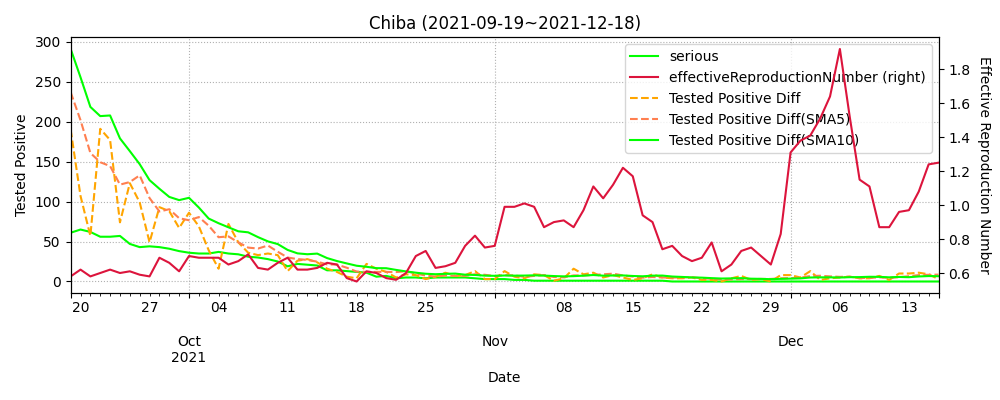 Chiba (2021-09-19~2021-12-18)
300
250
200
150
100
50
0
Tested Positive
serious
effectiveReproductionNumber (right)
Tested Positive Diff
Tested Positive Diff(SMA5)
Tested Positive Diff(SMA10)
1.8
1.6
1.4
1.2
1.0
0.8
0.6
Effective Reproduction Number
20 27 04 11 18 25 08 15 22 29 06 13
Oct Nov Dec
2021
Date